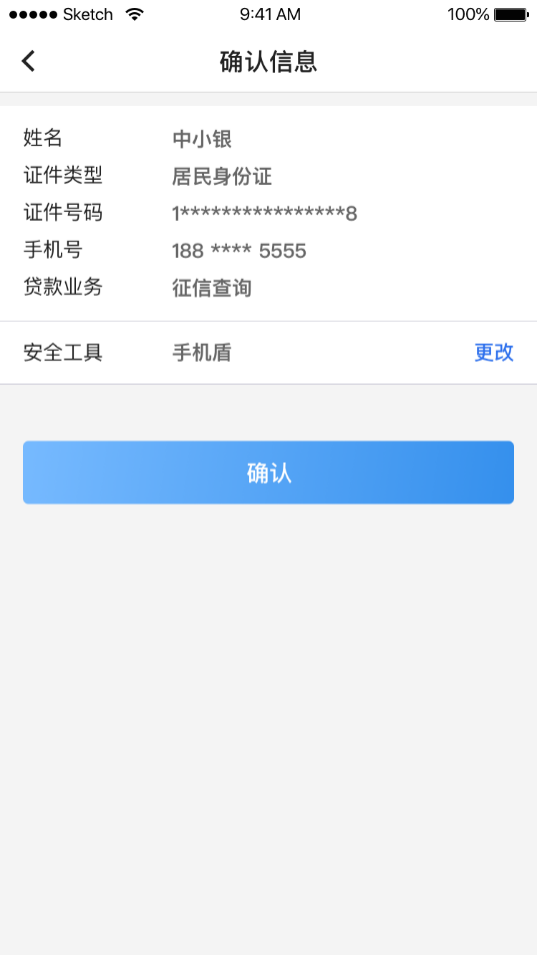 ●●●●● Sketch 9:41 AM 100%
确认信息
姓名 中小银
证件类型 居民身份证
证件号码 1****************8
手机号 188 **** 5555
贷款业务 征信查询
安全工具 手机盾 更改
确认